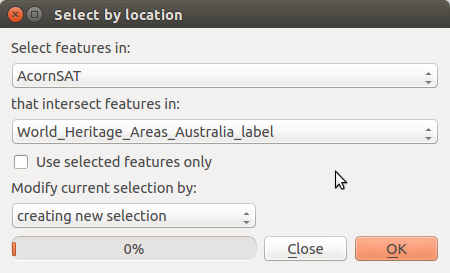 Select by location
Select features in:
AcornSAT
that intersect features in:
World_Heritage_Areas_Australia_label
Use selected features only
Modify current selection by:
creating new selection
0%
Close
OK